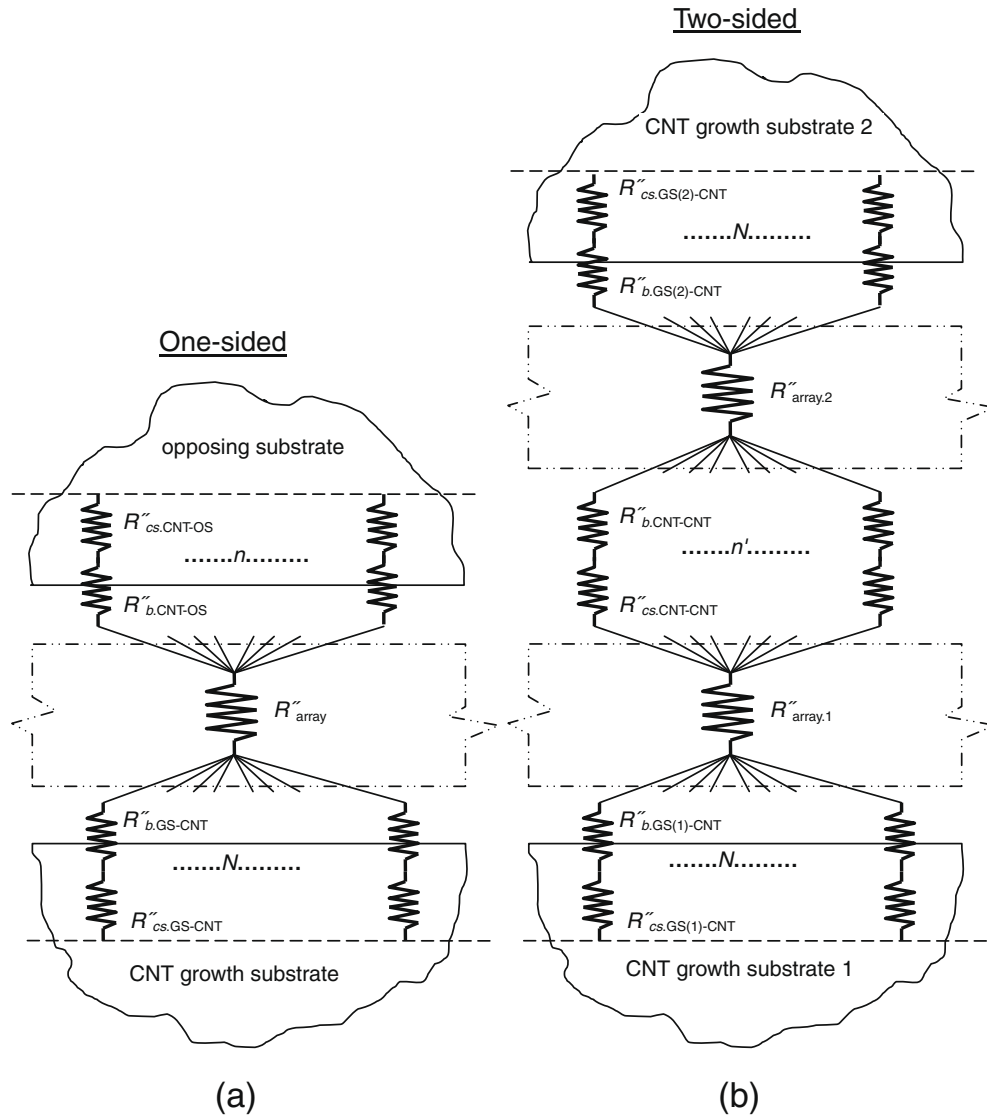 Two-sided
CNT growth substrate 2
R″cs.GS(2)-CNT
.......N.........
R″b.GS(2)-CNT
R″array.2
R″b.CNT-CNT
.......n'.........
R″cs.CNT-CNT
R″array.1
R″b.GS(1)-CNT
.......N.........
R″cs.GS(1)-CNT
CNT growth substrate 1
(b)
One-sided
opposing substrate
R″cs.CNT-OS
.......n.........
R″b.CNT-OS
R″array
R″b.GS-CNT
.......N.........
R″cs.GS-CNT
CNT growth substrate
(a)